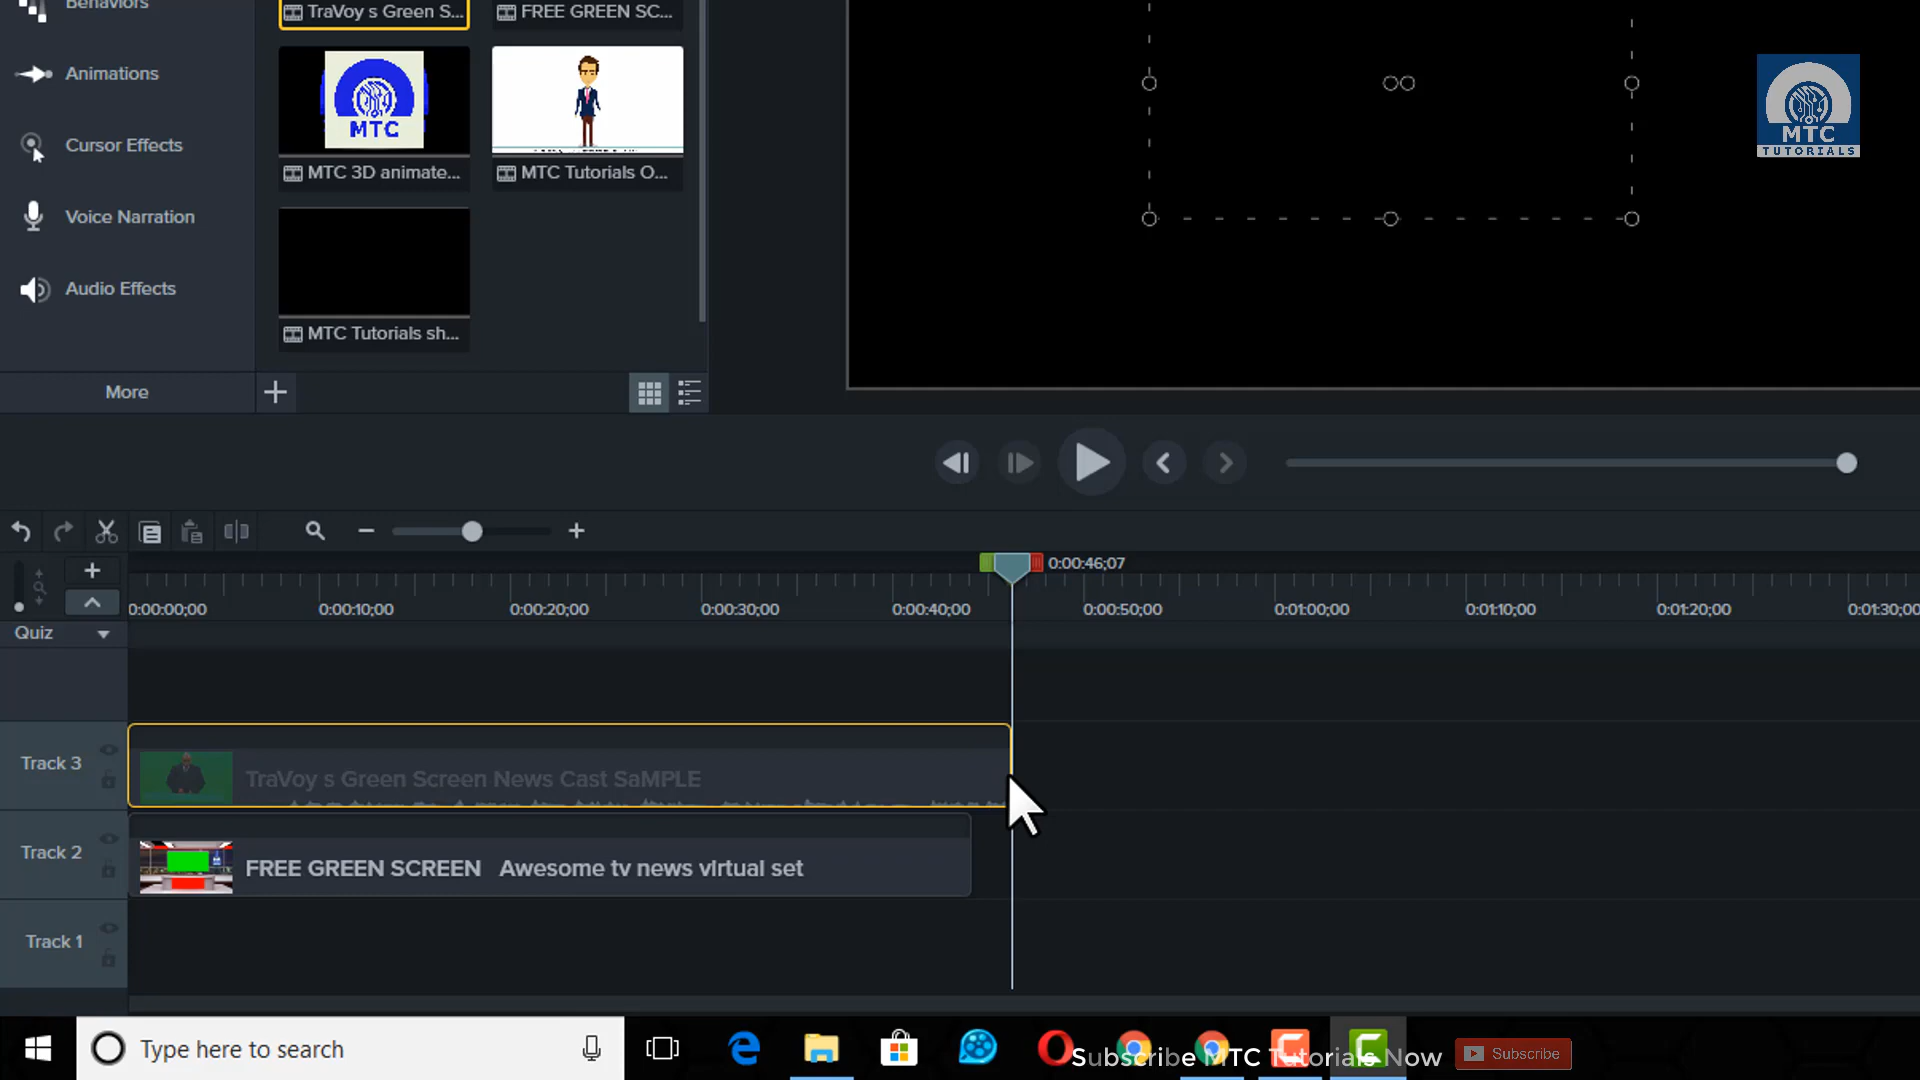 Behaviors
TraVoy s Green S...
FREE GREEN SC...
Animations
MTC
MTC
TUTORIALS
Cursor Effects
MTC 3D animate...
MTC Tutorials O...
Voice Narration
Audio Effects
MTC Tutorials sh...
More
0:00:46;07
0:00:00;00
0:00:10;00
0:00:20;00
0:00:30;00
0:00:40;00
0:00:50;00
0:01:00;00
0:01:10;00
0:01:20;00
0:01:30;00
Quiz
Track 3
TraVoy s Green Screen News Cast SaMPLE
Track 2
FREE GREEN SCREEN Awesome tv news virtual set
Track 1
Type here to search
Subscribe MTC Tutorials Now
Subscribe